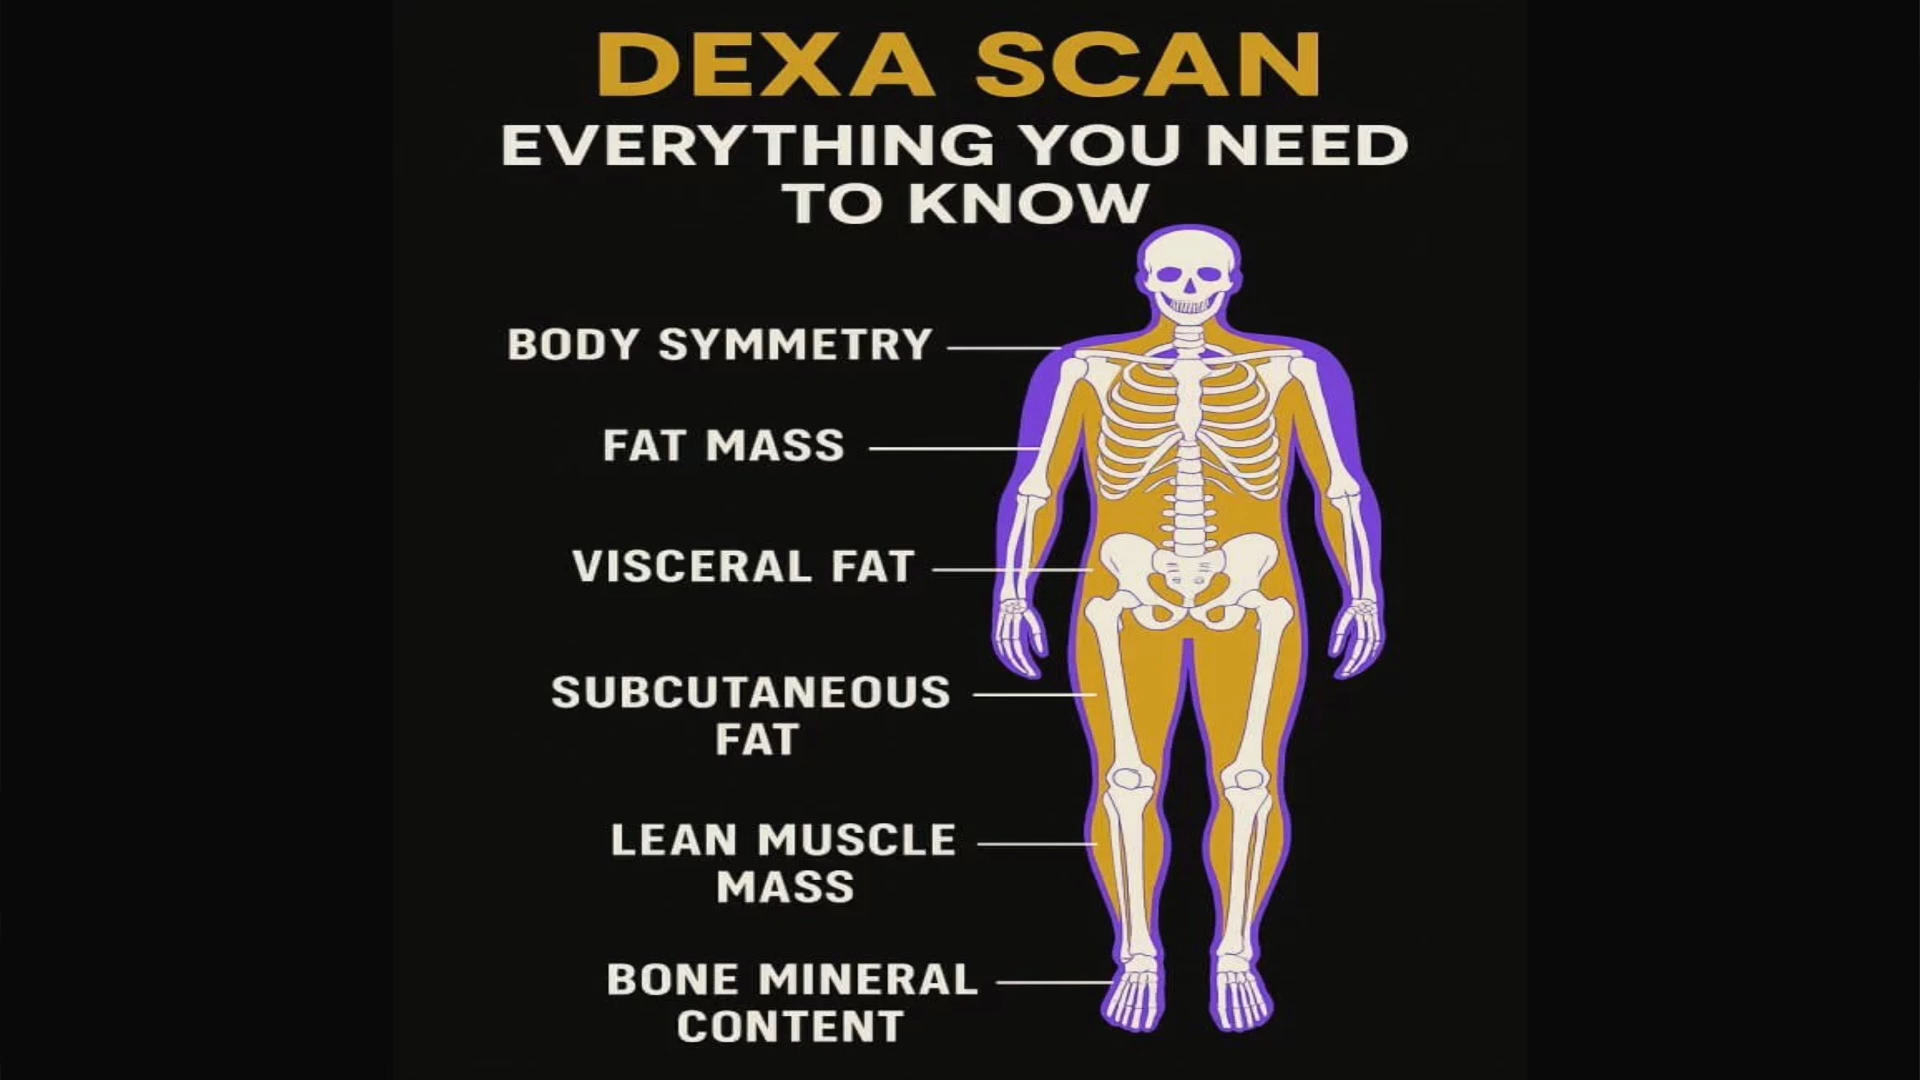 DEXA SCAN
EVERYTHING YOU NEED
TO KNOW
BODY SYMMETRY
FAT MASS
VISCERAL FAT
SUBCUTANEOUS
FAT
LEAN MUSCLE
MASS
BONE MINERAL
CONTENT